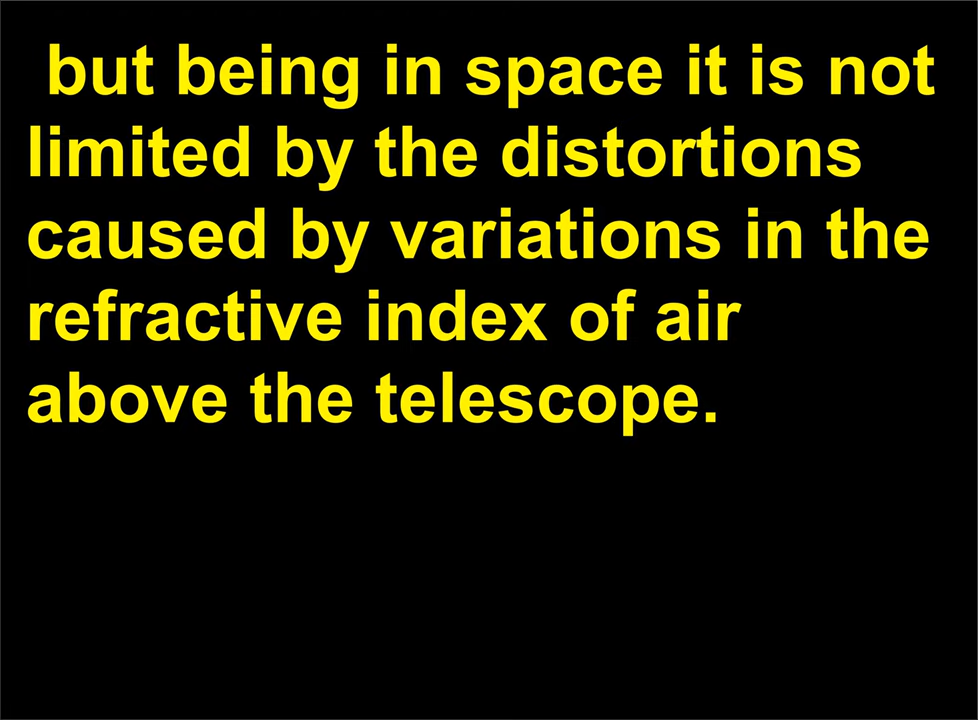 but being in space it is not
limited by the distortions
caused by variations in the
refractive index of air
above the telescope.